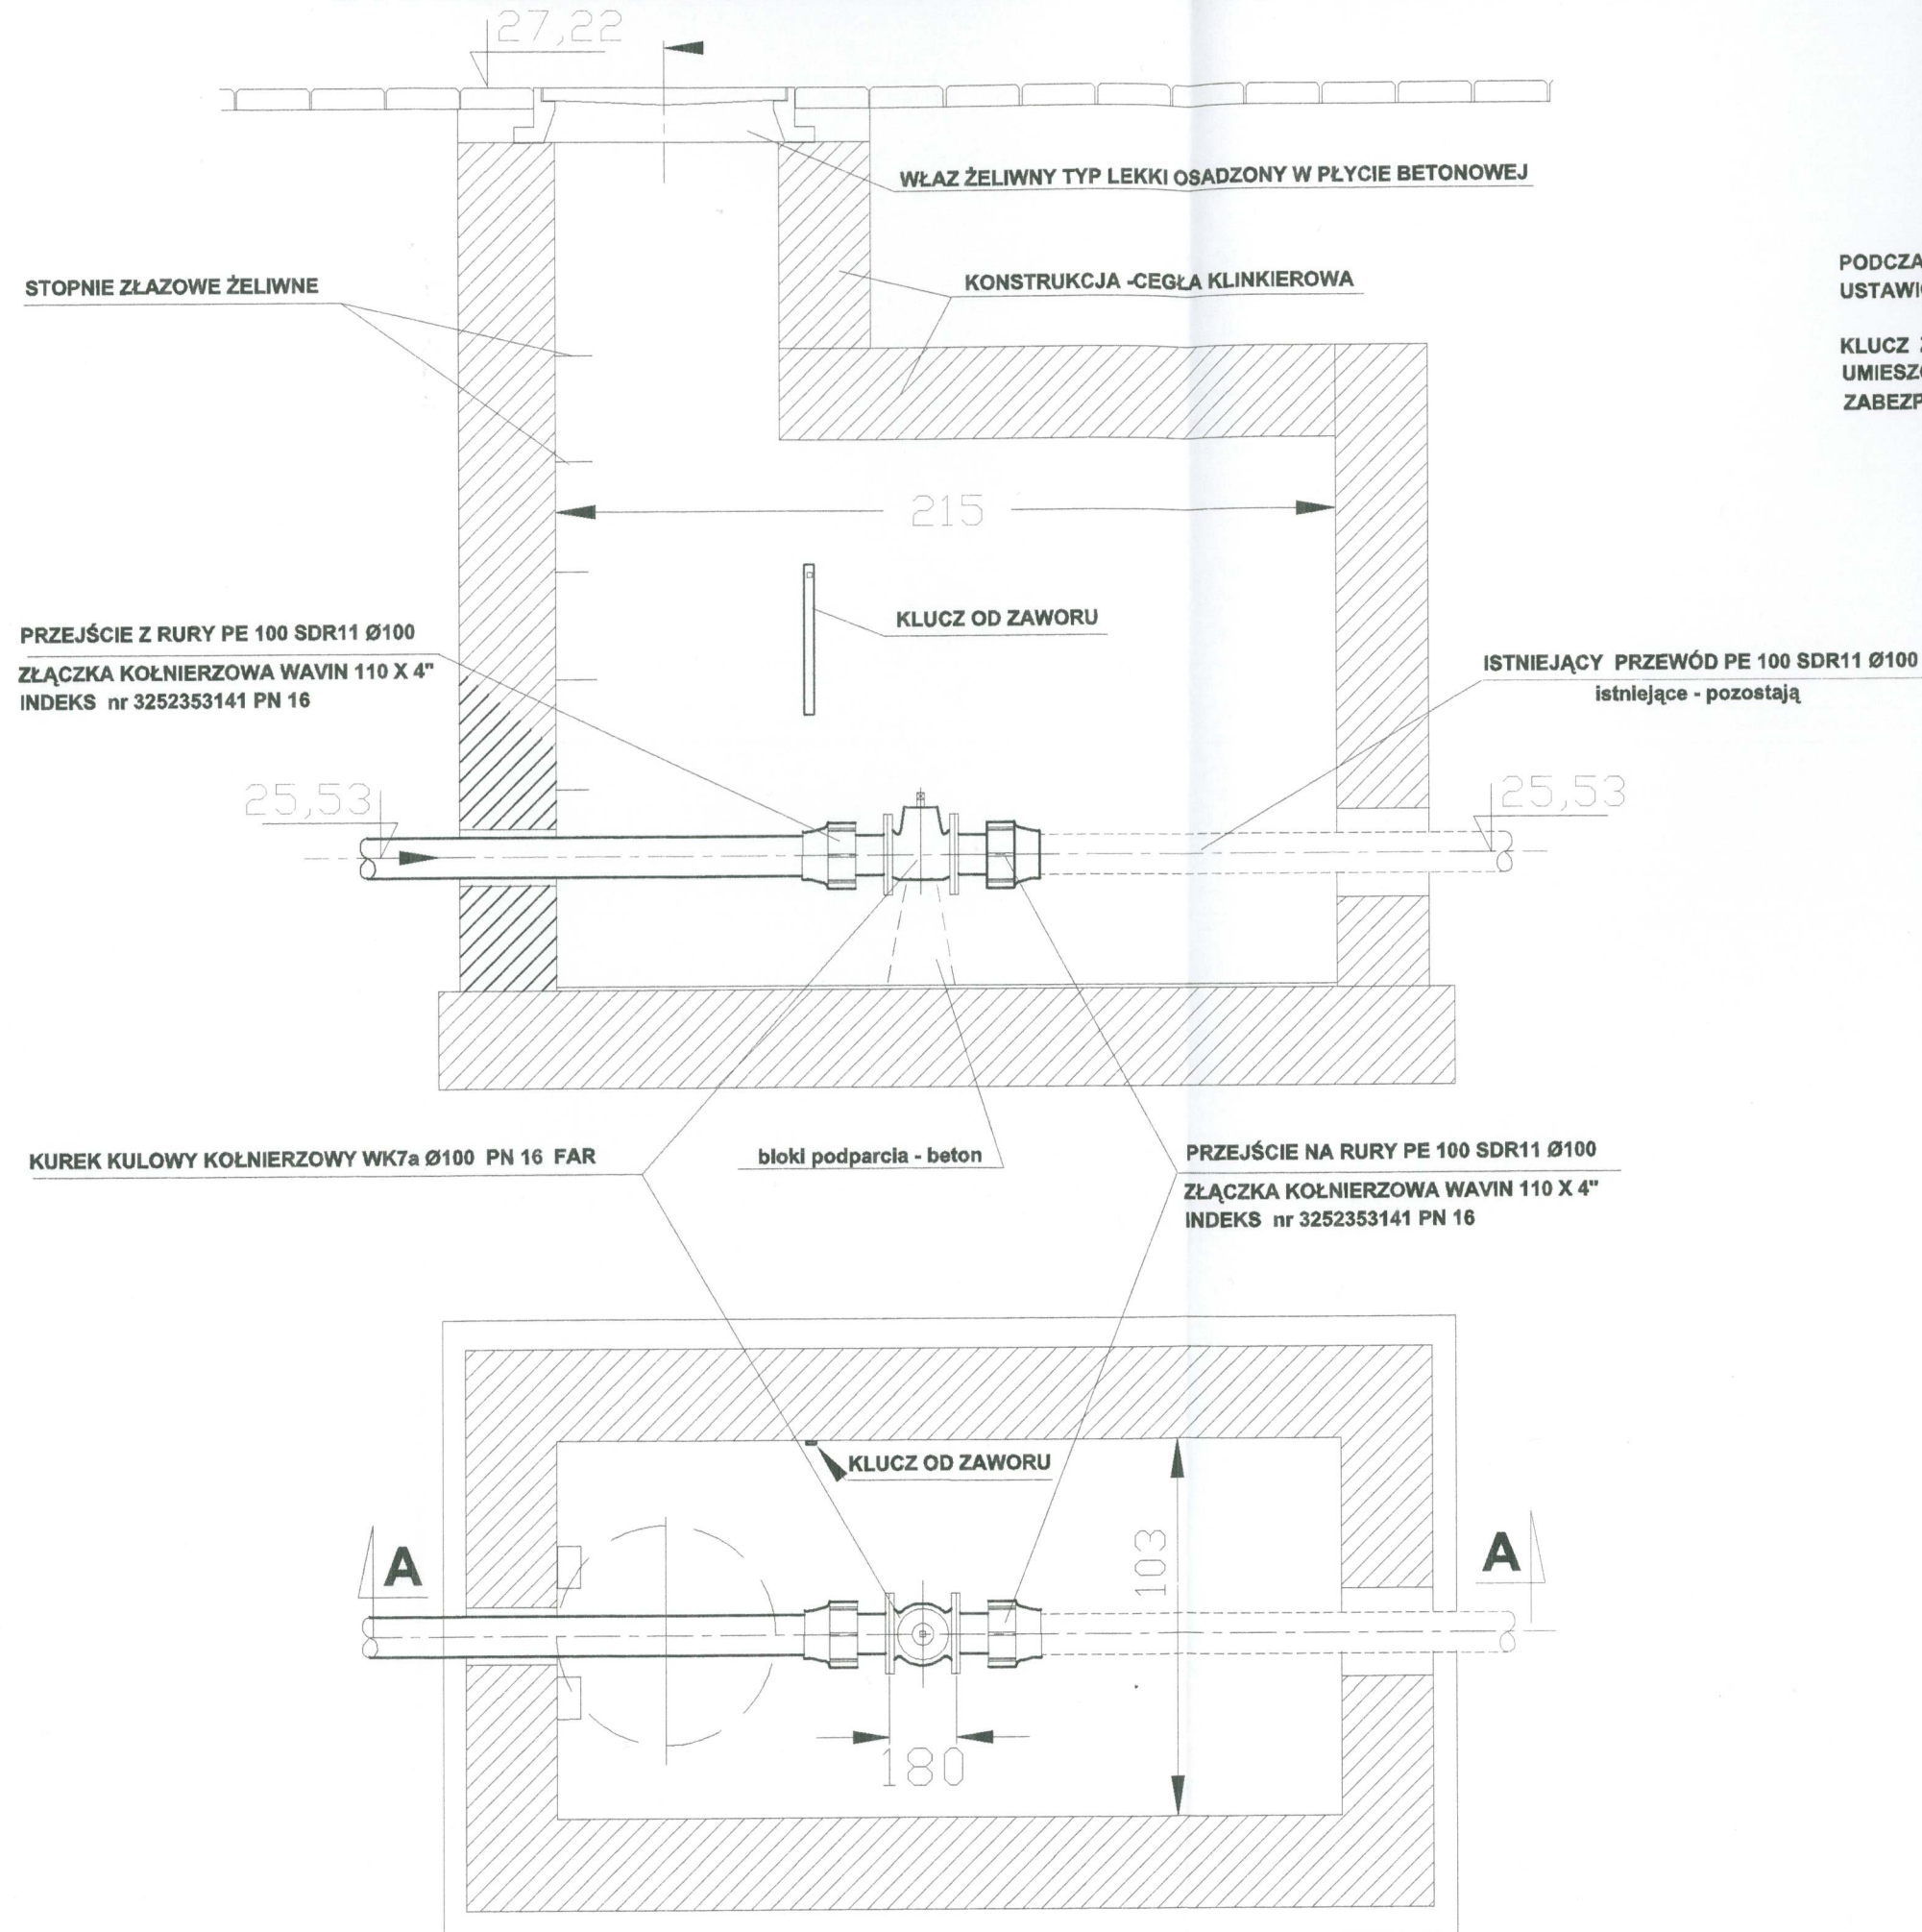 27,22
WŁAZ ŻELIWNY TYP LEKKI OSADZONY W PŁYCIE BETONOWEJ
STOPNIE ZŁAZOWE ŻELIWNE
KONSTRUKCJA -CEGŁA KLINKIEROWA
KLUCZ
215
KLUCZ OD ZAWORU
PRZEJŚCIE Z RURY PE 100 SDR11 Ø100
ZŁĄCZKA KOŁNIERZOWA WAVIN 110 X 4"
INDEKS nr 3252353141 PN 16
ISTNIEJĄCY PRZEWÓD PE 100 SDR11 Ø100
istniejące - pozostają
25,53
25,53
KUREK KULOWY KOŁNIERZOWY WK7a Ø100 PN 16 FAR
bloki podparcia - beton
PRZEJŚCIE NA RURY PE 100 SDR11 Ø100
ZŁĄCZKA KOŁNIERZOWA WAVIN 110 X 4"
INDEKS nr 3252353141 PN 16
KLUCZ OD ZAWORU
A
103
A
180